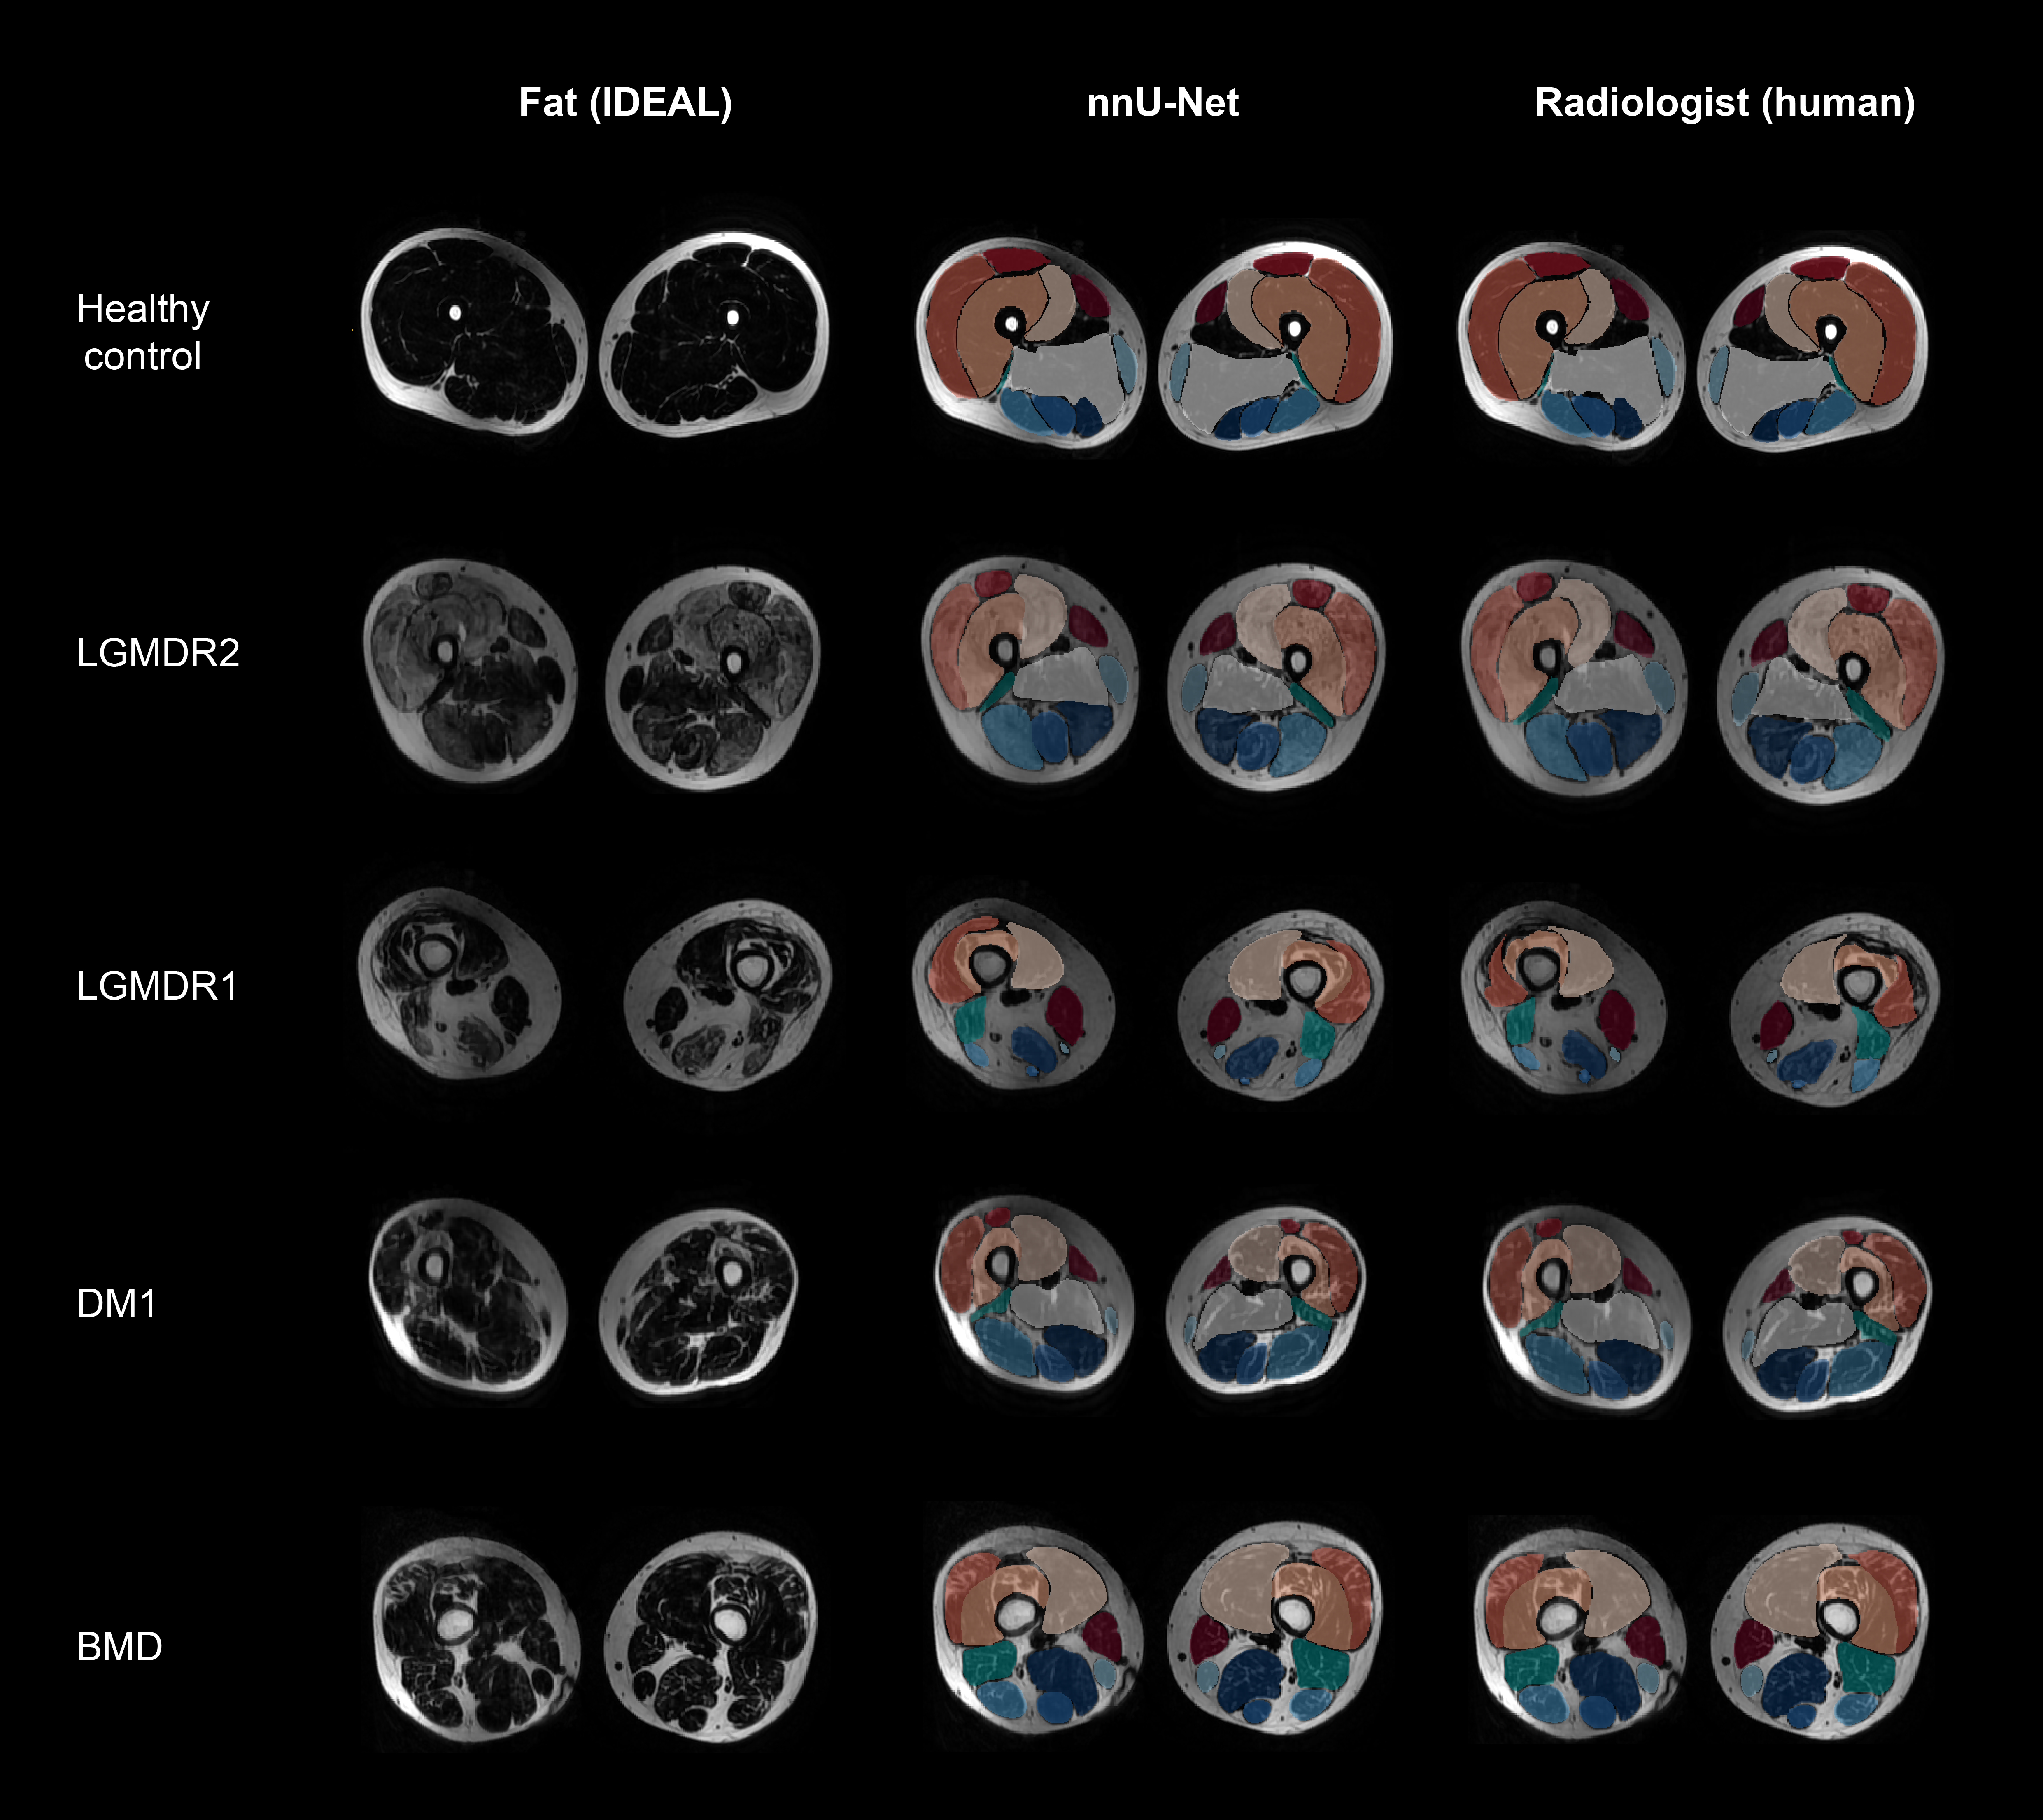 Fat (IDEAL)
nnU-Net
Radiologist (human)
Healthy
control
LGMDR2
LGMDR1
DM1
BMD